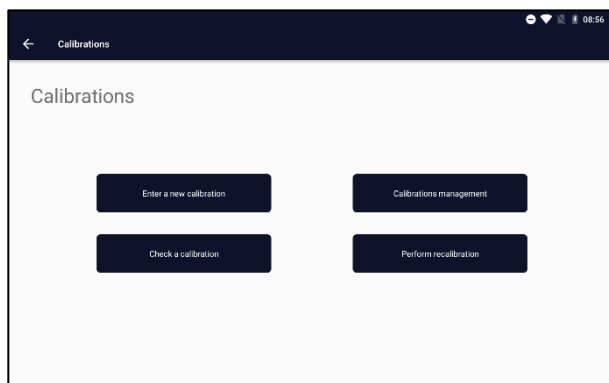 08:56
Calibrations
Calibrations
Enter a new calibration
Calibrations management
Check a calibration
Perform recalibration